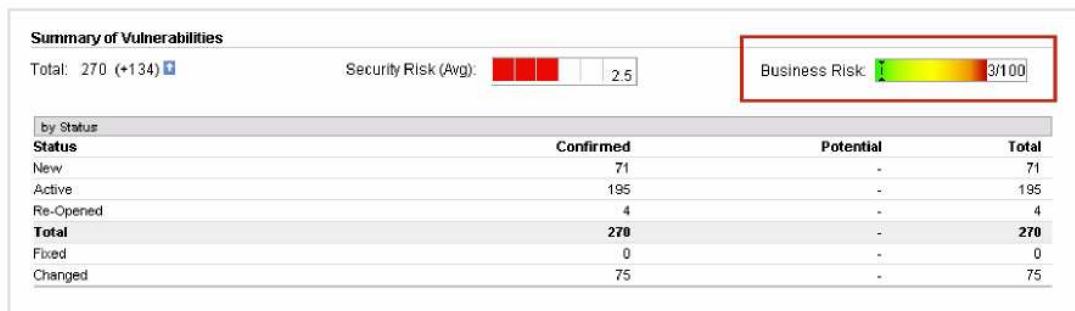 Summary of Vulnerabilities
Total: 270 (+134) Security Risk (Avg): 2.5 Business Risk: 3/100
by Status
Status Confirmed Potential Total
New 71 - 71
Active 195 - 195
Re-Opened 4 - 4
Total 270 - 270
Fixed 0 - 0
Changed 75 - 75